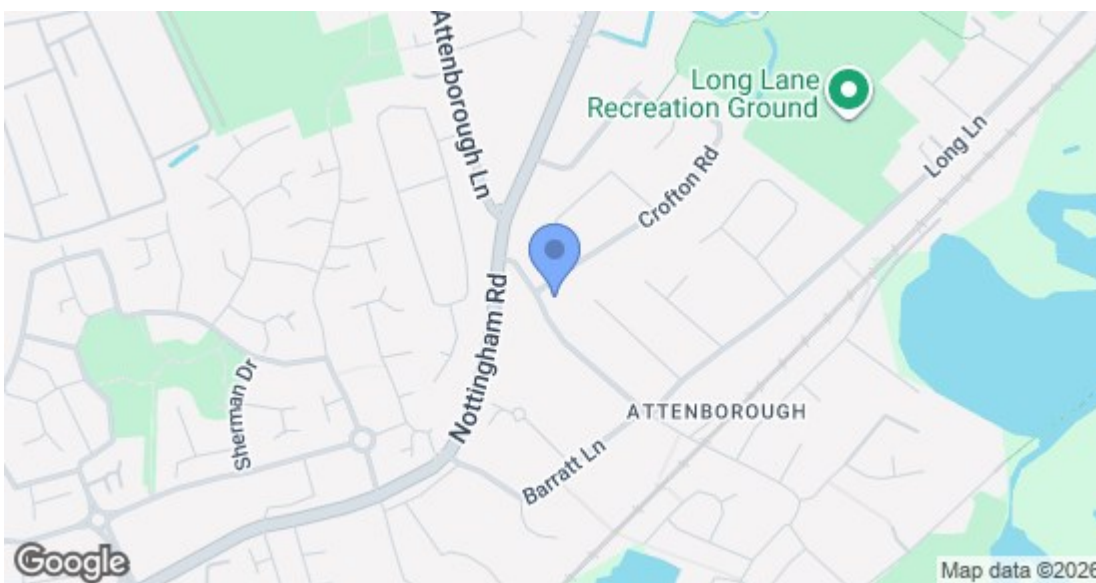 Attenborough Ln
Long Lane
Recreation Ground
Long Ln
Crofton Rd
Nottingham Rd
Sherman Dr
ATTENBOROUGH
Barratt Ln
Google
Map data ©2026